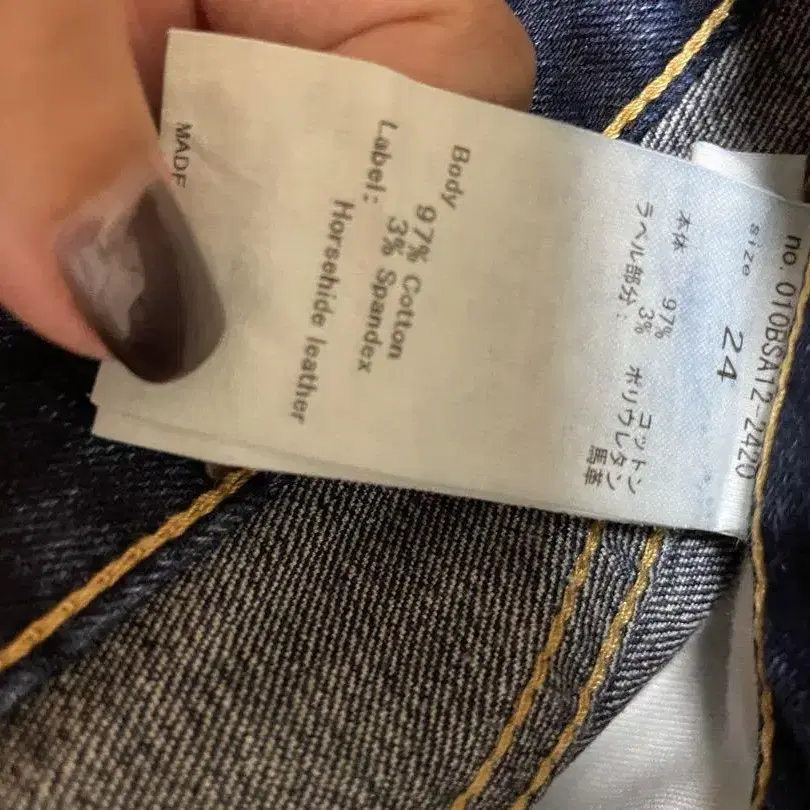 no. 010BSA12-2420
size 24
本体 97% コットン
3% ポリウレタン
ラベル部分: 馬革
Body
97% Cotton
3% Spandex
Label:
Horsehide leather
MADE